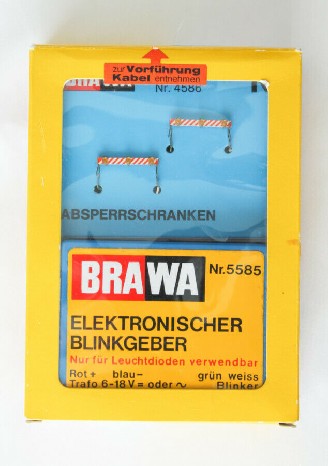 zur Vorführung
Kabel entnehmen
Nr. 4586
ABSPERRSCHRANKEN
BRAWA Nr.5585
ELEKTRONISCHER
BLINKGEBER
Nur für Leuchtdioden verwendbar
Rot + blau – grün weiss
Trafo 6-18 V = oder ~ Blinker